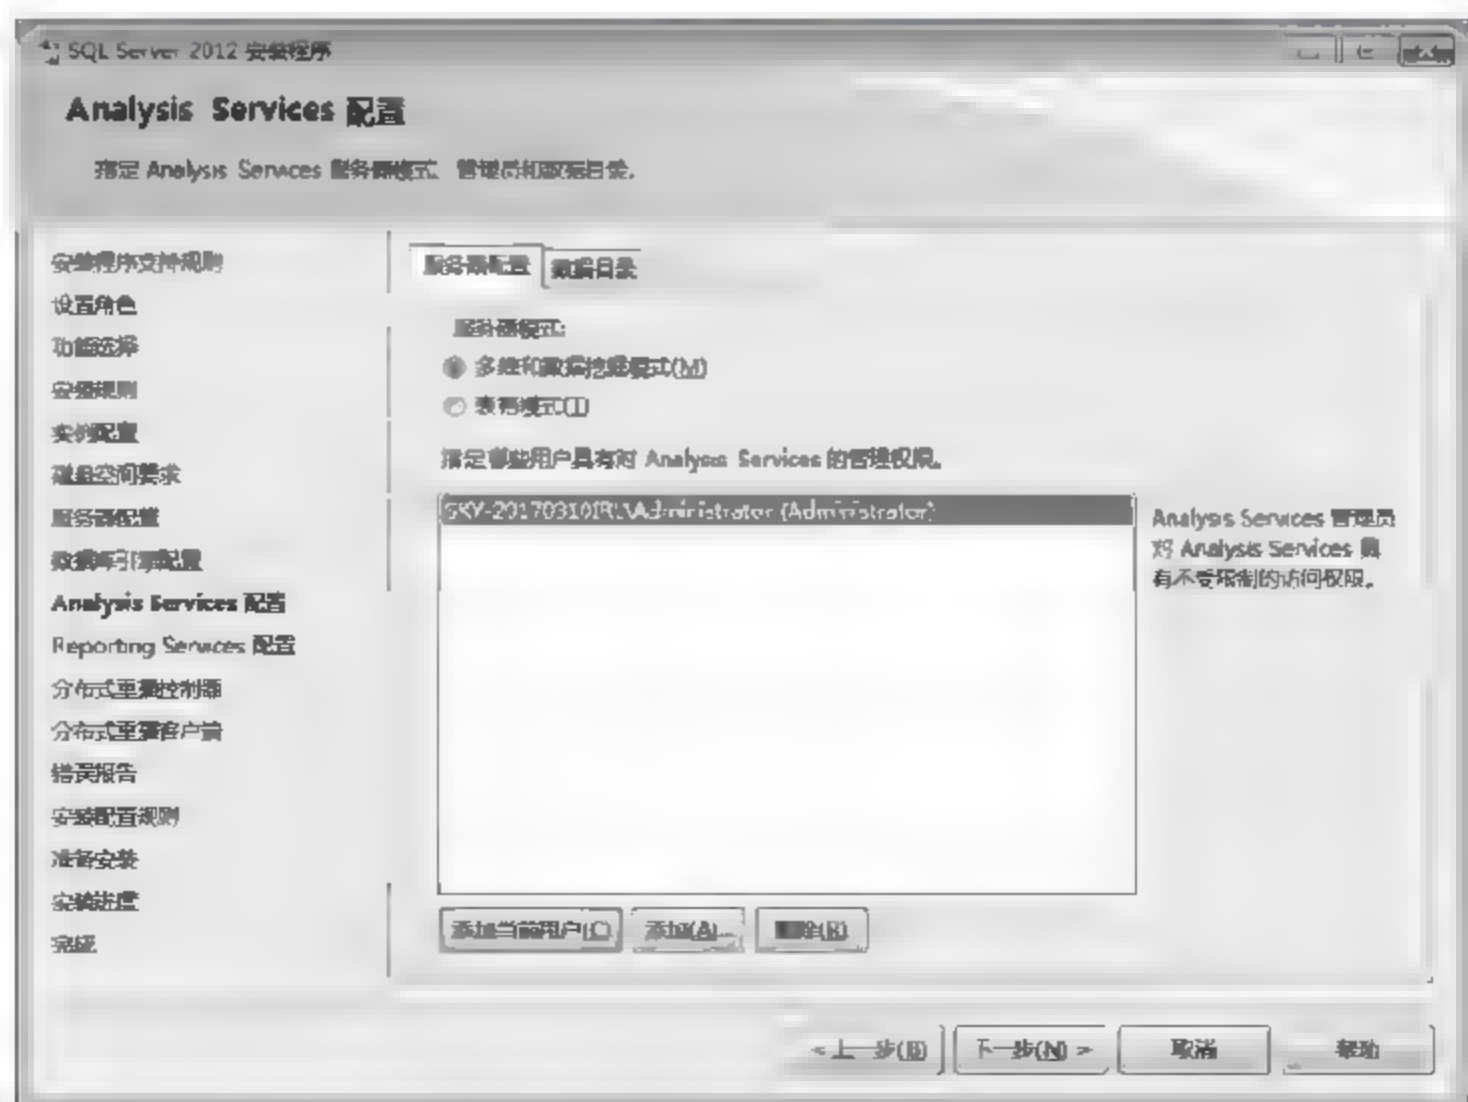 SQL Server 2012 安装程序
Analysis Services 配置
指定 Analysis Services 服务器模式、管理员和数据目录。
安装程序支持规则
设置角色
功能选择
安装规则
实例配置
磁盘空间要求
服务器配置
数据库引擎配置
Analysis Services 配置
Reporting Services 配置
分布式重播控制器
分布式重播客户端
错误报告
安装配置规则
准备安装
安装进度
完成
服务器配置 数据目录
服务器模式:
多维和数据挖掘模式(M)
表格模式(T)
指定哪些用户具有对 Analysis Services 的管理权限。
\Administrator (Administrator)
Analysis Services 管理员
对 Analysis Services 具
有不受限制的访问权限。
添加当前用户(C) 添加(A)... 删除(R)
< 上一步(B) 下一步(N) > 取消 帮助